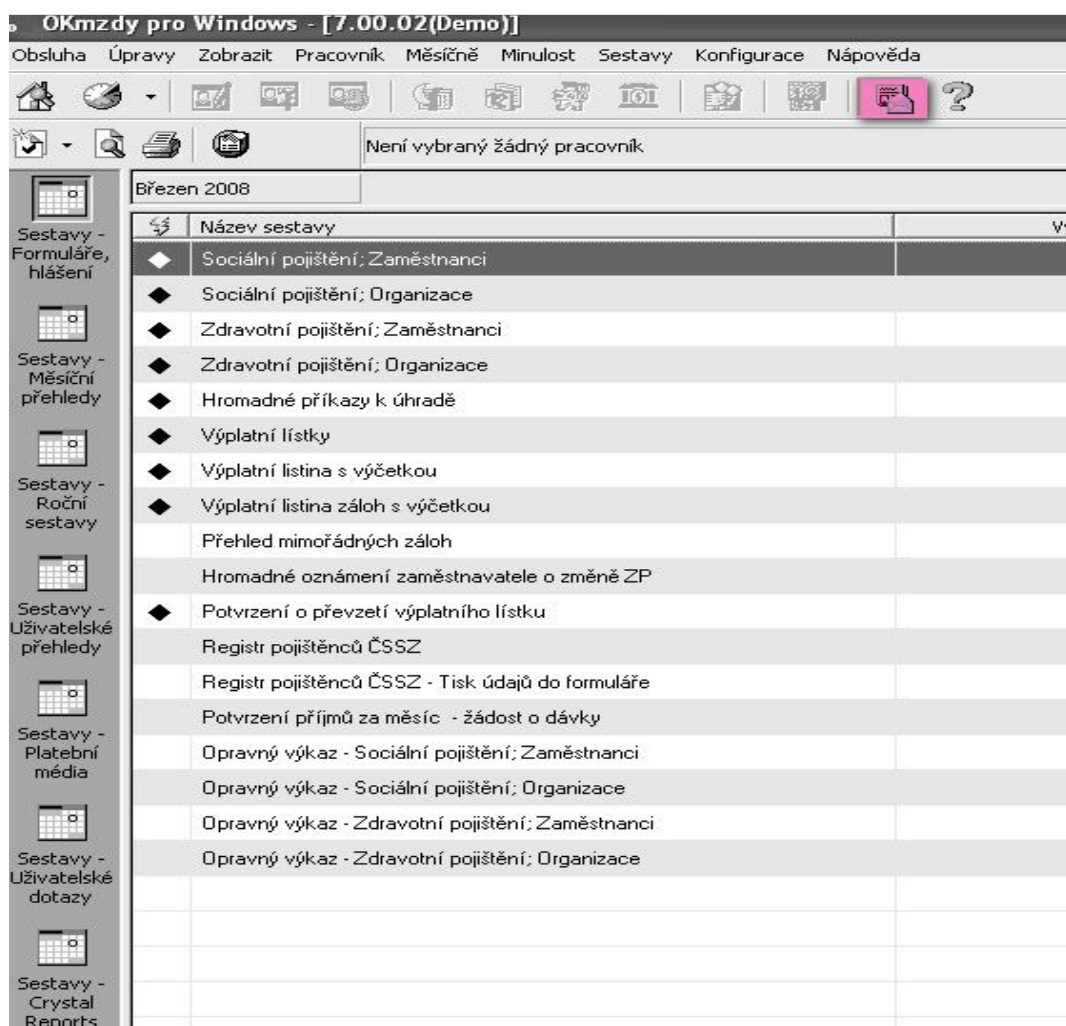 OKmzdy pro Windows - [7.00.02(Demo)]
Obsluha Úpravy Zobrazit Pracovník Měsíčně Minulost Sestavy Konfigurace Nápověda
Není vybraný žádný pracovník
Březen 2008
Název sestavy
Sociální pojištění; Zaměstnanci
Sociální pojištění; Organizace
Zdravotní pojištění; Zaměstnanci
Zdravotní pojištění; Organizace
Hromadné příkazy k úhradě
Výplatní lístky
Výplatní listina s výčetkou
Výplatní listina záloh s výčetkou
Přehled mimořádných záloh
Hromadné oznámení zaměstnavatele o změně ZP
Potvrzení o převzetí výplatního lístku
Registr pojištěnců ČSSZ
Registr pojištěnců ČSSZ - Tisk údajů do formuláře
Potvrzení příjmů za měsíc - žádost o dávky
Opravný výkaz - Sociální pojištění; Zaměstnanci
Opravný výkaz - Sociální pojištění; Organizace
Opravný výkaz - Zdravotní pojištění; Zaměstnanci
Opravný výkaz - Zdravotní pojištění; Organizace
Sestavy -
Formuláře,
hlášení
Sestavy -
Měsíční
přehledy
Sestavy -
Roční
sestavy
Sestavy -
Uživatelské
přehledy
Sestavy -
Platební
média
Sestavy -
Uživatelské
dotazy
Sestavy -
Crystal
Reports